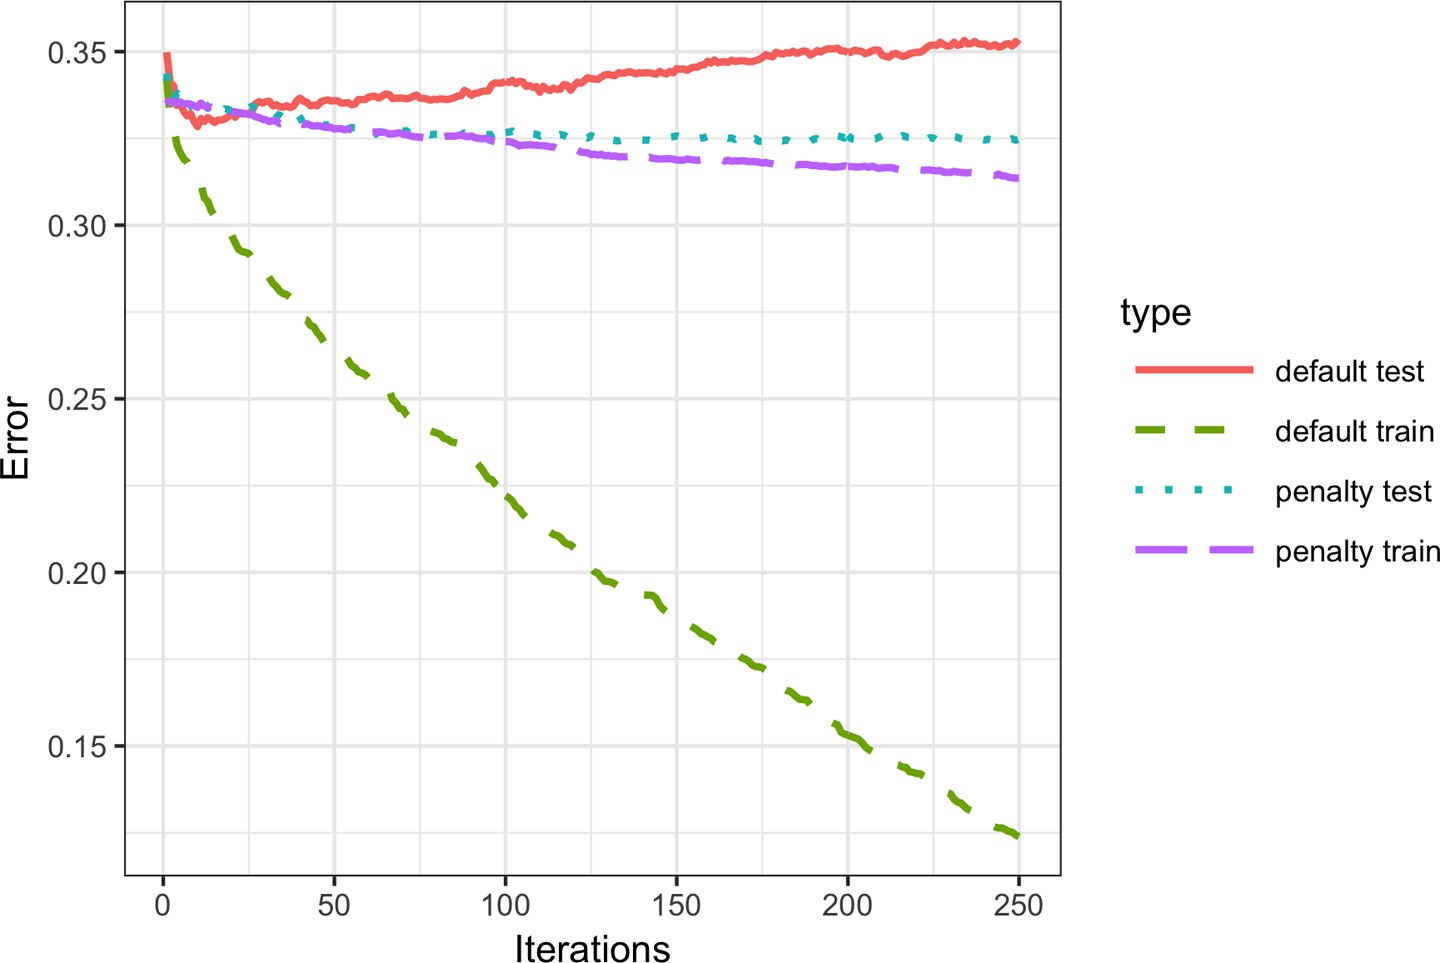 0.35
0.30
0.25
0.20
0.15
Error
0 50 100 150 200 250
Iterations
type
default test
default train
penalty test
penalty train